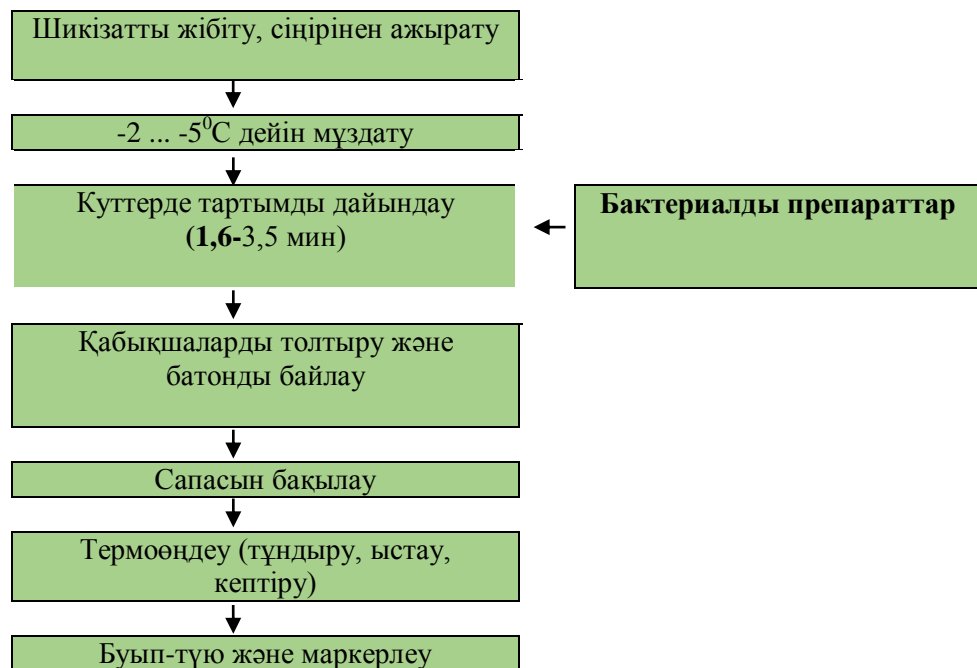 Шикізатты жібіту, сіңірінен ажырату
-2 ... -5⁰С дейін мұздату
Куттерде тартымды дайындау
(1,6-3,5 мин)
Бактериалды препараттар
Қабықшаларды толтыру және
батонды байлау
Сапасын бақылау
Термоөңдеу (тұндыру, ыстау,
кептіру)
Буып-түю және маркерлеу